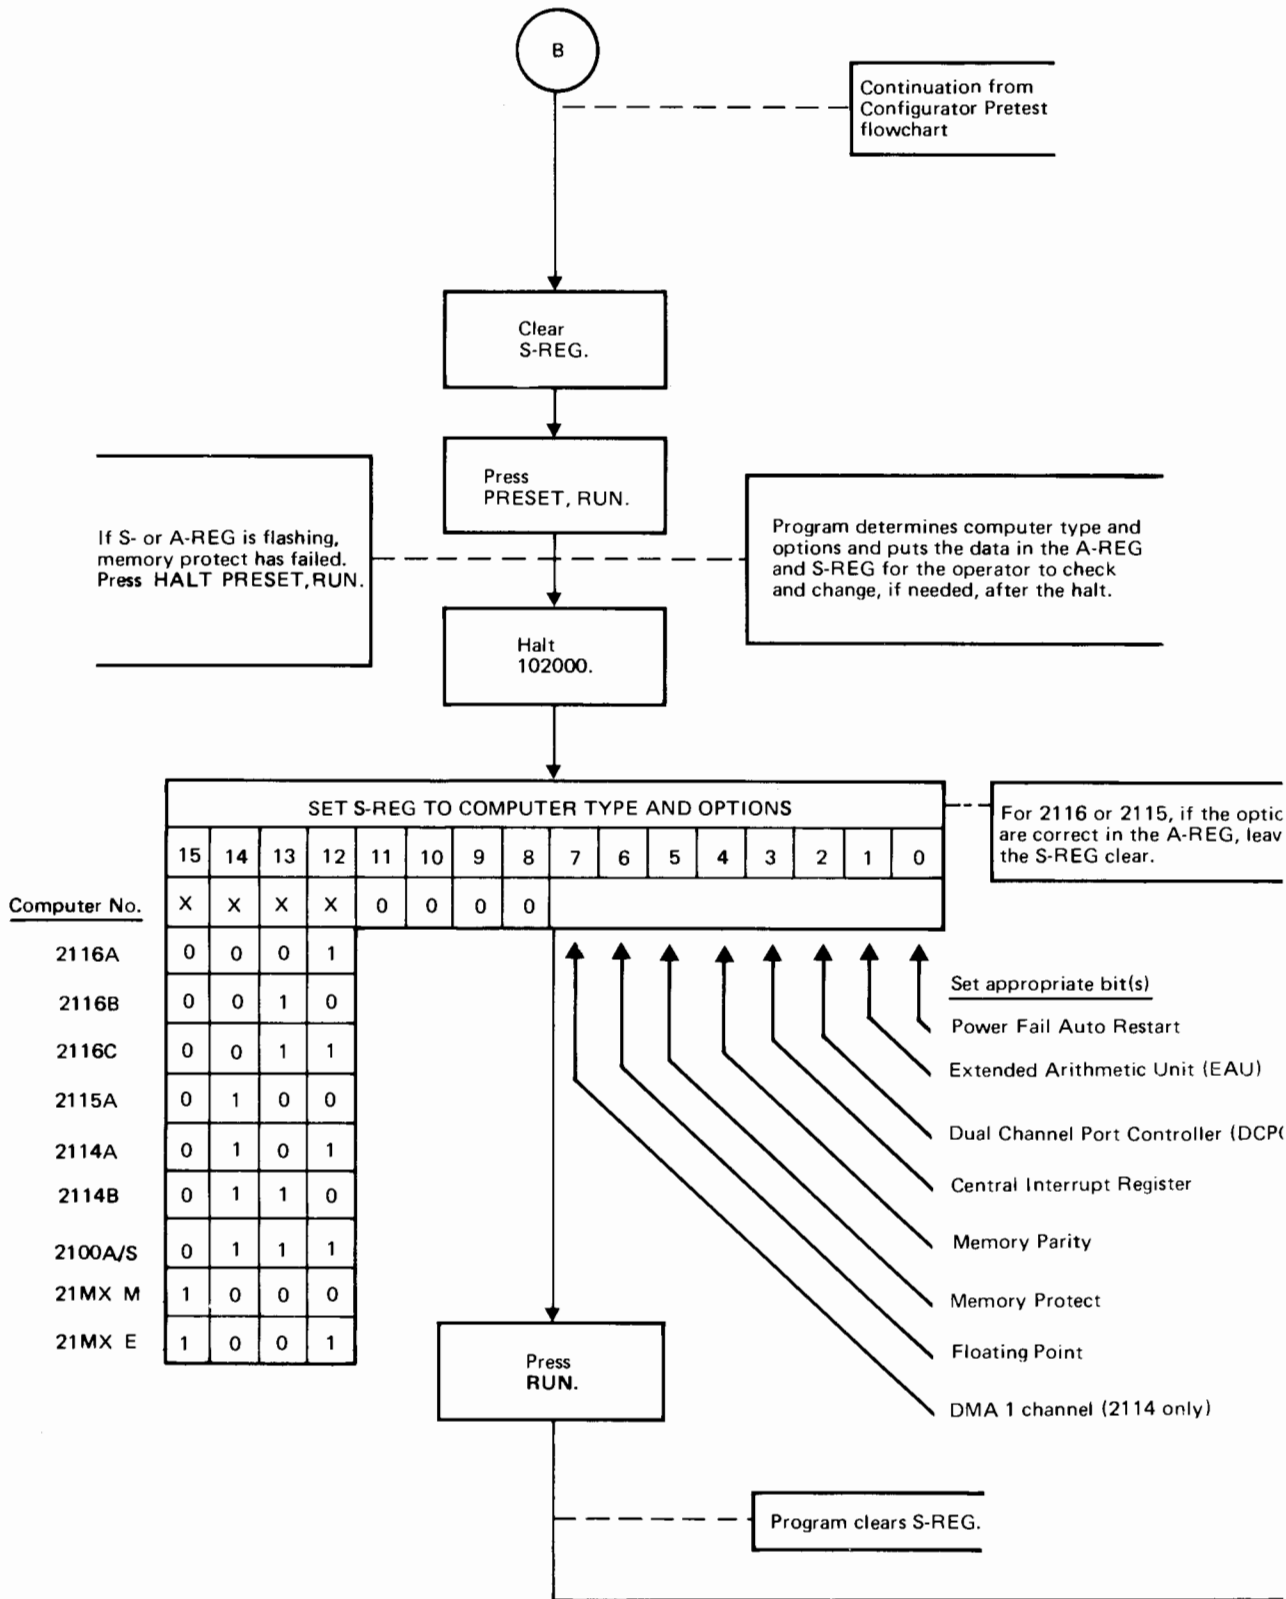 B
Continuation from
Configurator Pretest
flowchart
Clear
S-REG.
Press
PRESET, RUN.
If S- or A-REG is flashing,
memory protect has failed.
Press HALT PRESET, RUN.
Program determines computer type and
options and puts the data in the A-REG
and S-REG for the operator to check
and change, if needed, after the halt.
Halt
102000.
SET S-REG TO COMPUTER TYPE AND OPTIONS
15 14 13 12 11 10 9 8 7 6 5 4 3 2 1 0
For 2116 or 2115, if the
are correct in the A-REG,
the S-REG clear.
Computer No. X X X X 0 0 0 0
2116A 0 0 0 1
2116B 0 0 1 0
2116C 0 0 1 1
2115A 0 1 0 0
2114A 0 1 0 1
2114B 0 1 1 0
2100A/S 0 1 1 1
21MX M 1 0 0 0
21MX E 1 0 0 1
Set appropriate bit(s)
Power Fail Auto Restart
Extended Arithmetic Unit (EAU)
Dual Channel Port Controller
Central Interrupt Register
Memory Parity
Memory Protect
Floating Point
DMA 1 channel (2114 only)
Press
RUN.
Program clears S-REG.